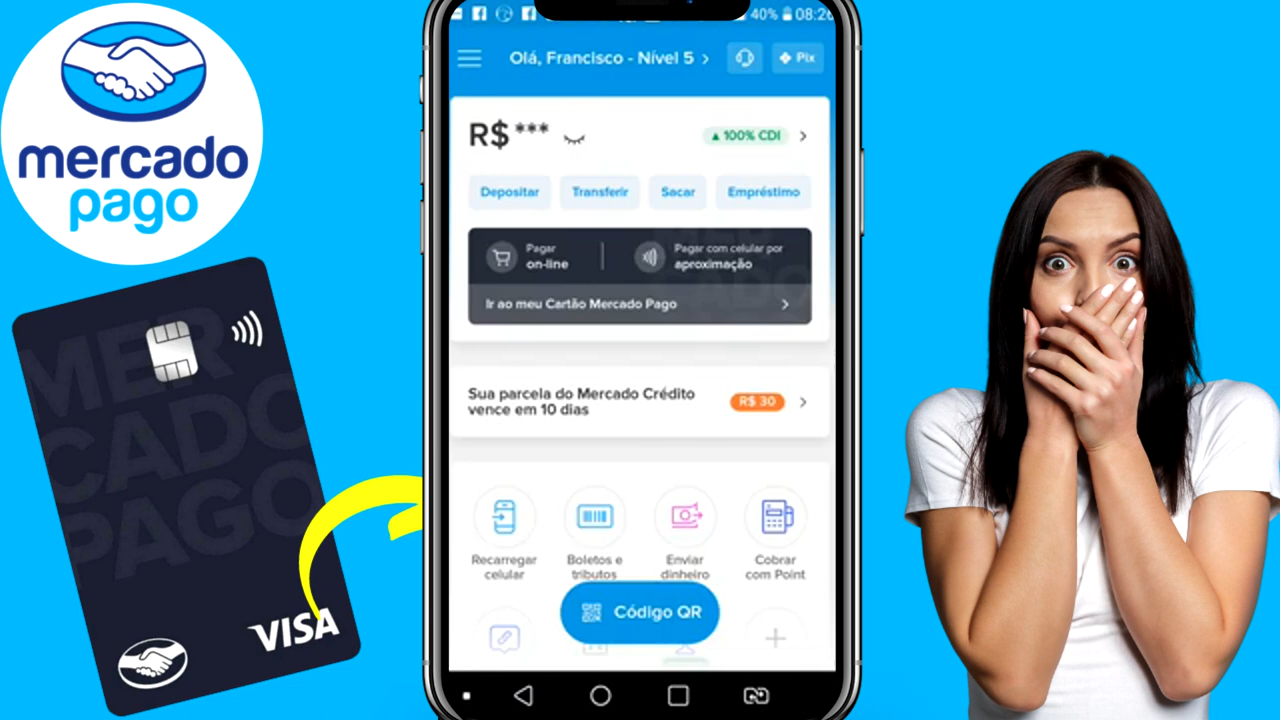 mercado
pago
MER
CADO
PAGO
VISA
40% 08:26
Olá, Francisco - Nível 5
Pix
R$ ***
100% CDI
Depositar
Transferir
Sacar
Empréstimo
Pagar
on-line
Pagar com celular por
aproximação
Ir ao meu Cartão Mercado Pago
Sua parcela do Mercado Crédito
vence em 10 dias
R$ 30
Recarregar
celular
Boletos e
tributos
Enviar
dinheiro
Cobrar
com Point
Código QR